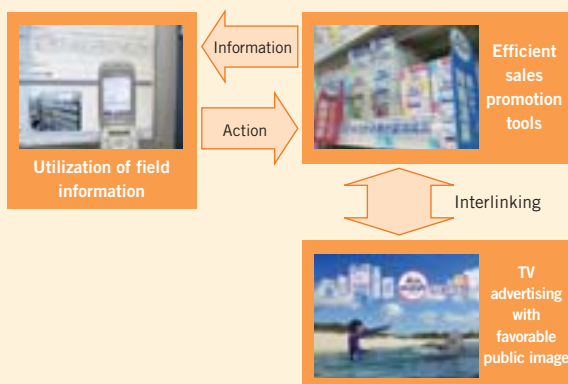 Information
Action
Utilization of field
information
Efficient
sales
promotion
tools
Interlinking
TV
advertising
with
favorable
public image